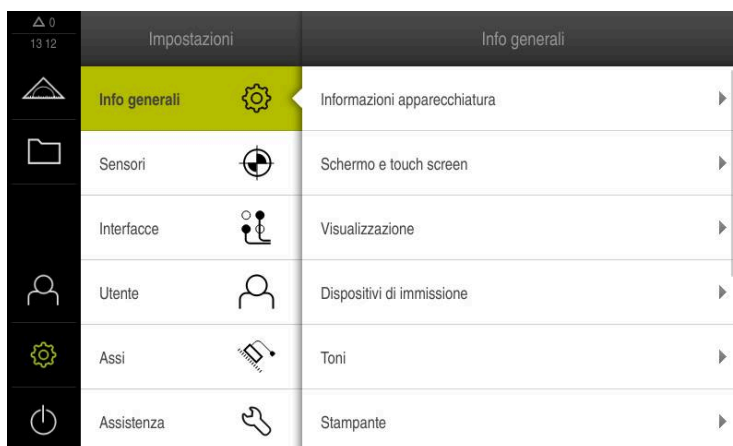 0
13 12
Impostazioni
Info generali
Info generali
Sensori
Interfacce
Utente
Assi
Assistenza
Informazioni apparecchiatura
Schermo e touch screen
Visualizzazione
Dispositivi di immissione
Toni
Stampante